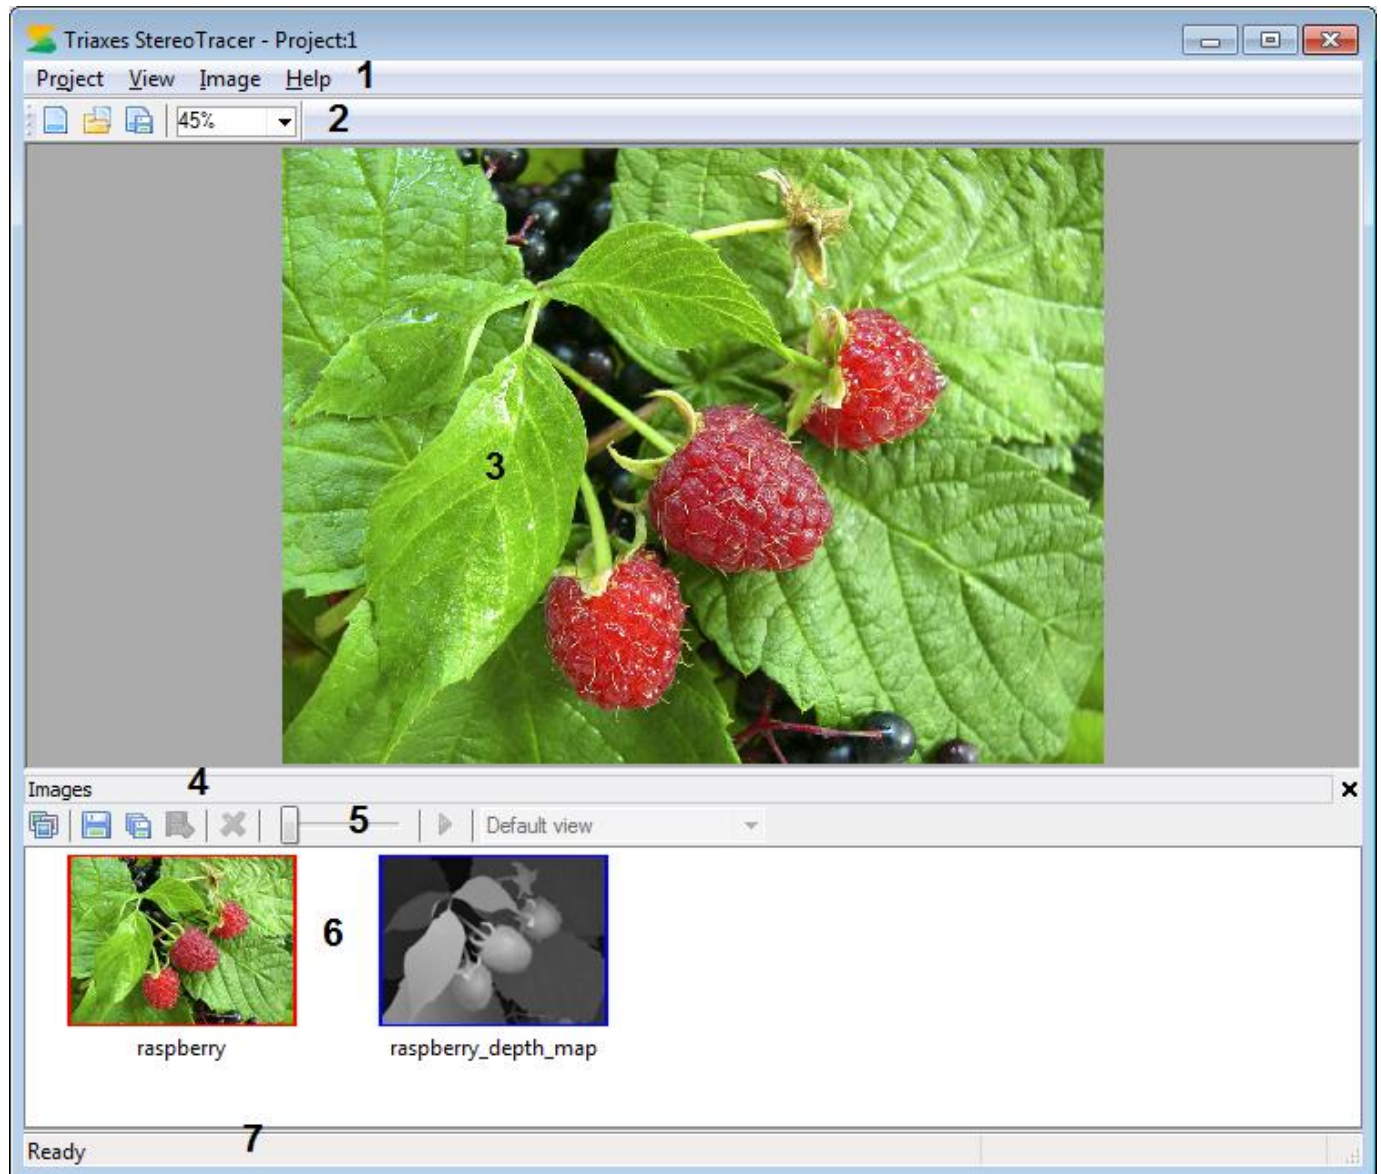 Triaxes StereoTracer - Project:1
Project View Image Help 1
45% 2
3
4
Images
5 Default view
6
raspberry raspberry_depth_map
7
Ready